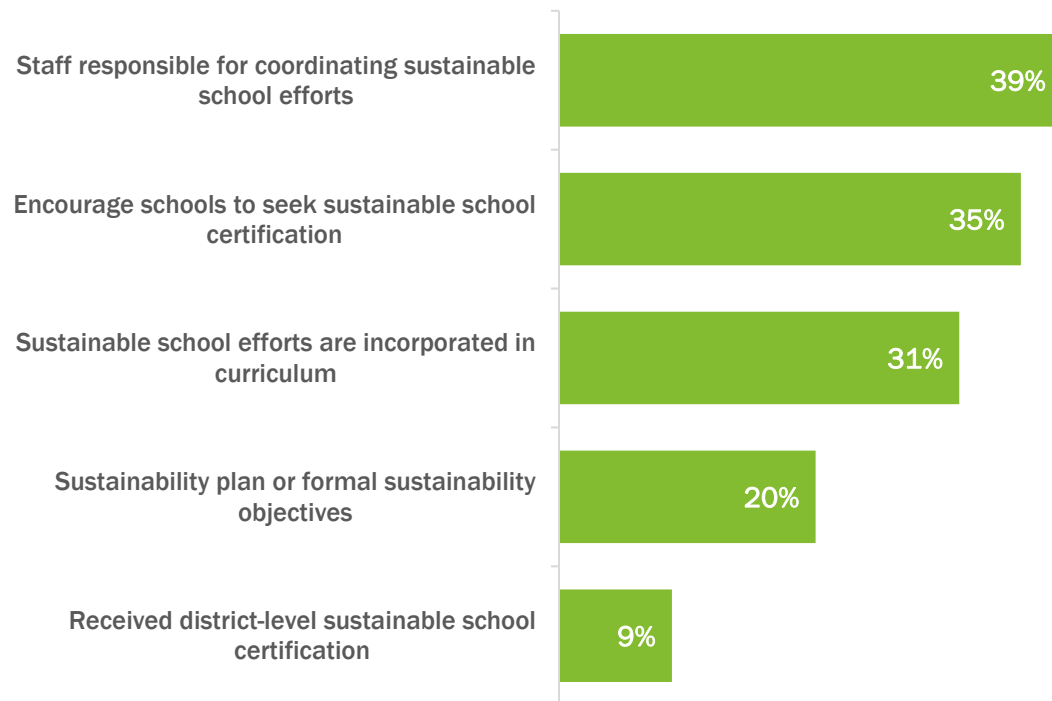 Staff responsible for coordinating sustainable
school efforts
39%
Encourage schools to seek sustainable school
certification
35%
Sustainable school efforts are incorporated in
curriculum
31%
Sustainability plan or formal sustainability
objectives
20%
Received district-level sustainable school
certification
9%